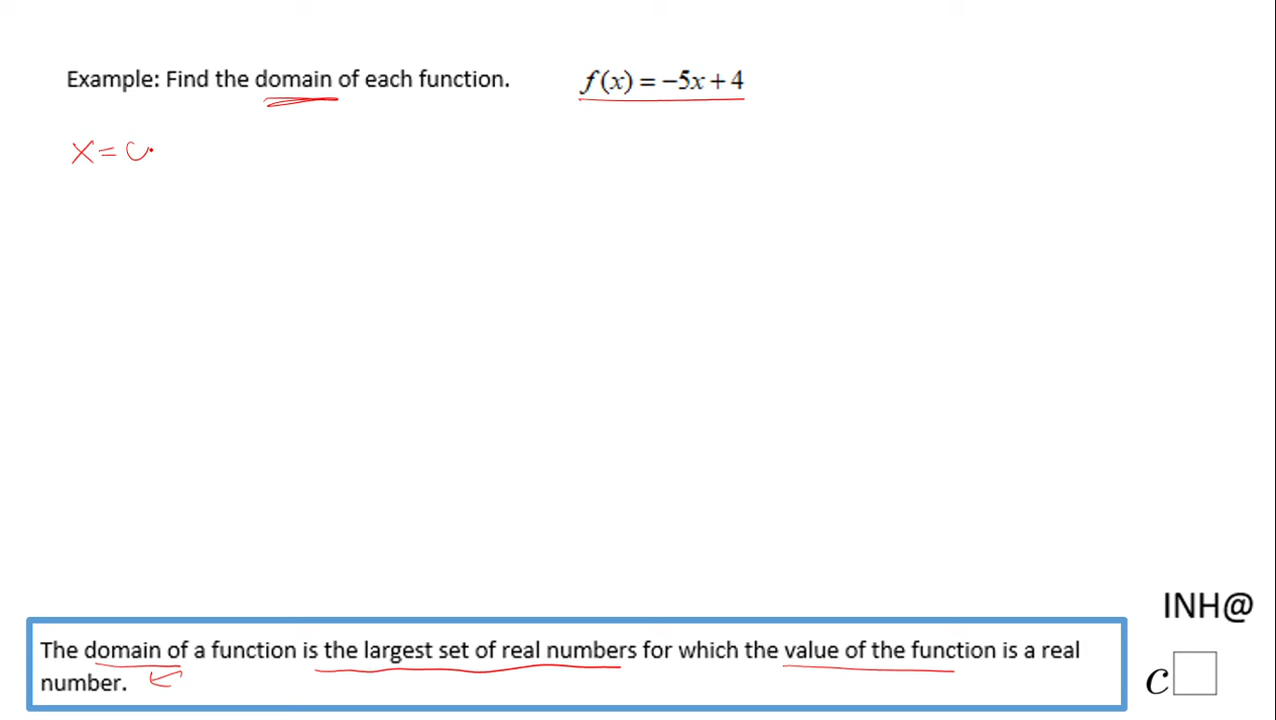 Example: Find the domain of each function. f(x) = −5x + 4
x =
INH@
The domain of a function is the largest set of real numbers for which the value of the function is a real
number.
c